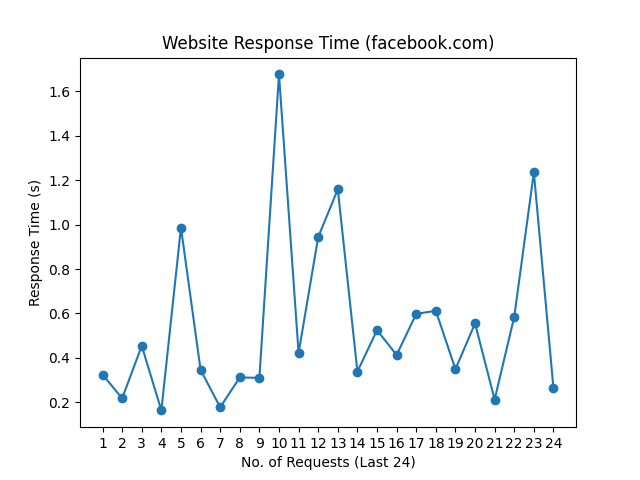 Website Response Time (facebook.com)
1.6
1.4
1.2
1.0
0.8
0.6
0.4
0.2
Response Time (s)
1 2 3 4 5 6 7 8 9 10 11 12 13 14 15 16 17 18 19 20 21 22 23 24
No. of Requests (Last 24)